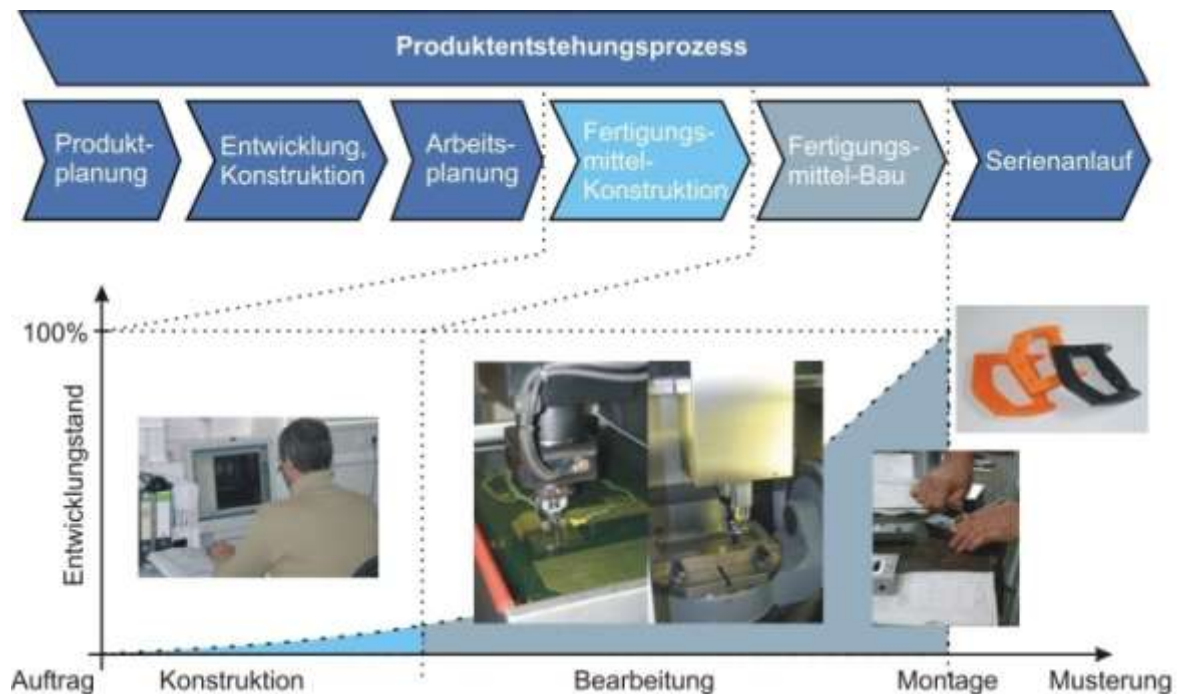 Produktentstehungsprozess
Produkt-
planung
Entwicklung,
Konstruktion
Arbeits-
planung
Fertigungs-
mittel-
Konstruktion
Fertigungs-
mittel-Bau
Serienanlauf
100%
Entwicklungstand
Auftrag
Konstruktion
Bearbeitung
Montage
Musterung